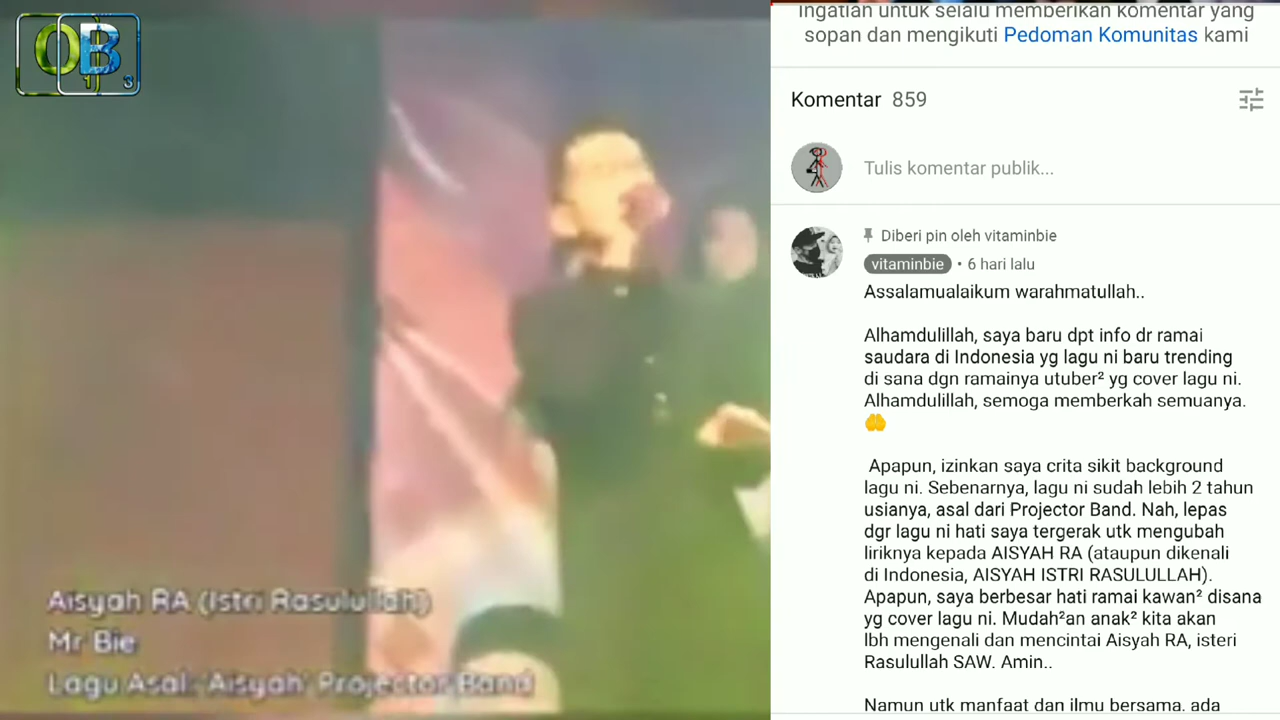 OB
13
Aisyah RA (Istri Rasulullah)
Mr Bie
Lagu Asal: 'Aisyah' Projector Band
ingatlan untuk selalu memberikan komentar yang
sopan dan mengikuti Pedoman Komunitas kami
Komentar 859
Tulis komentar publik...
Diberi pin oleh vitaminbie
vitaminbie • 6 hari lalu
Assalamualaikum warahmatullah..
Alhamdulillah, saya baru dpt info dr ramai
saudara di Indonesia yg lagu ni baru trending
di sana dgn ramainya utuber² yg cover lagu ni.
Alhamdulillah, semoga memberkah semuanya.
🤲
Apapun, izinkan saya crita sikit background
lagu ni. Sebenarnya, lagu ni sudah lebih 2 tahun
usianya, asal dari Projector Band. Nah, lepas
dgr lagu ni hati saya tergerak utk mengubah
liriknya kepada AISYAH RA (ataupun dikenali
di Indonesia, AISYAH ISTRI RASULULLAH).
Apapun, saya berbesar hati ramai kawan² disana
yg cover lagu ni. Mudah²an anak² kita akan
lbh mengenali dan mencintai Aisyah RA, isteri
Rasulullah SAW. Amin..
Namun utk manfaat dan ilmu bersama, ada